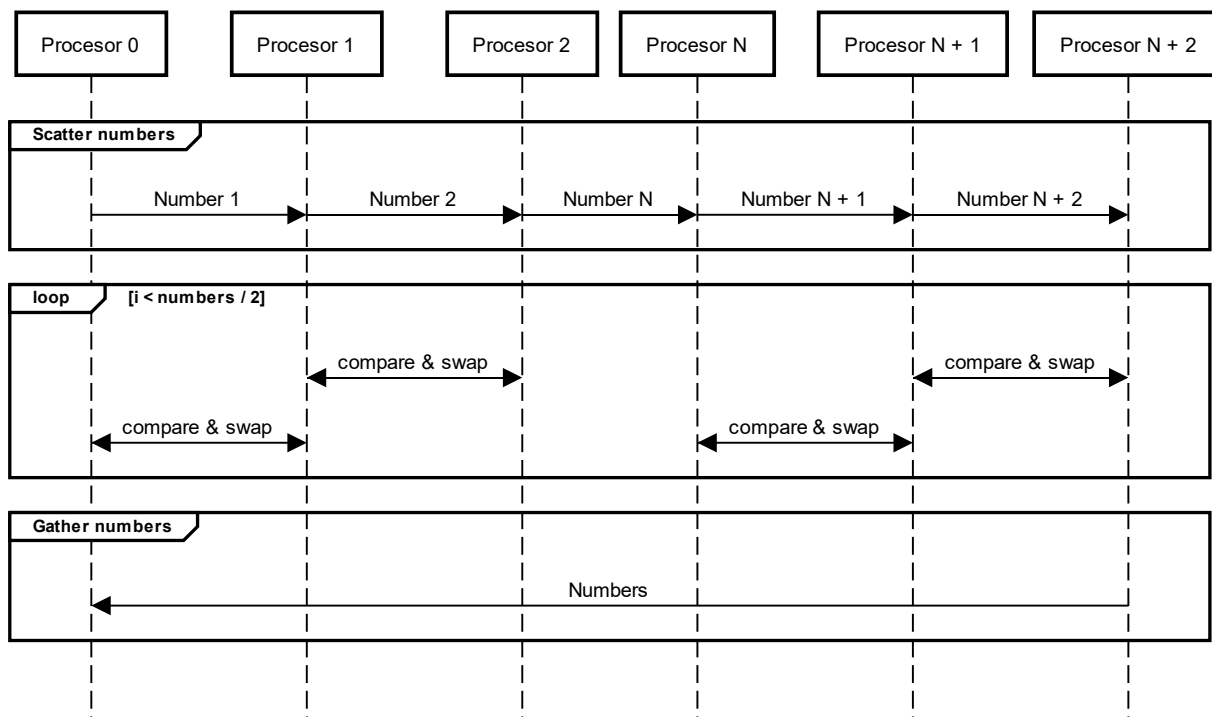 Procesor 0 Procesor 1 Procesor 2 Procesor N Procesor N + 1 Procesor N + 2
Scatter numbers
Number 1 Number 2 Number N Number N + 1 Number N + 2
loop [i < numbers / 2]
compare & swap compare & swap
compare & swap compare & swap
Gather numbers
Numbers